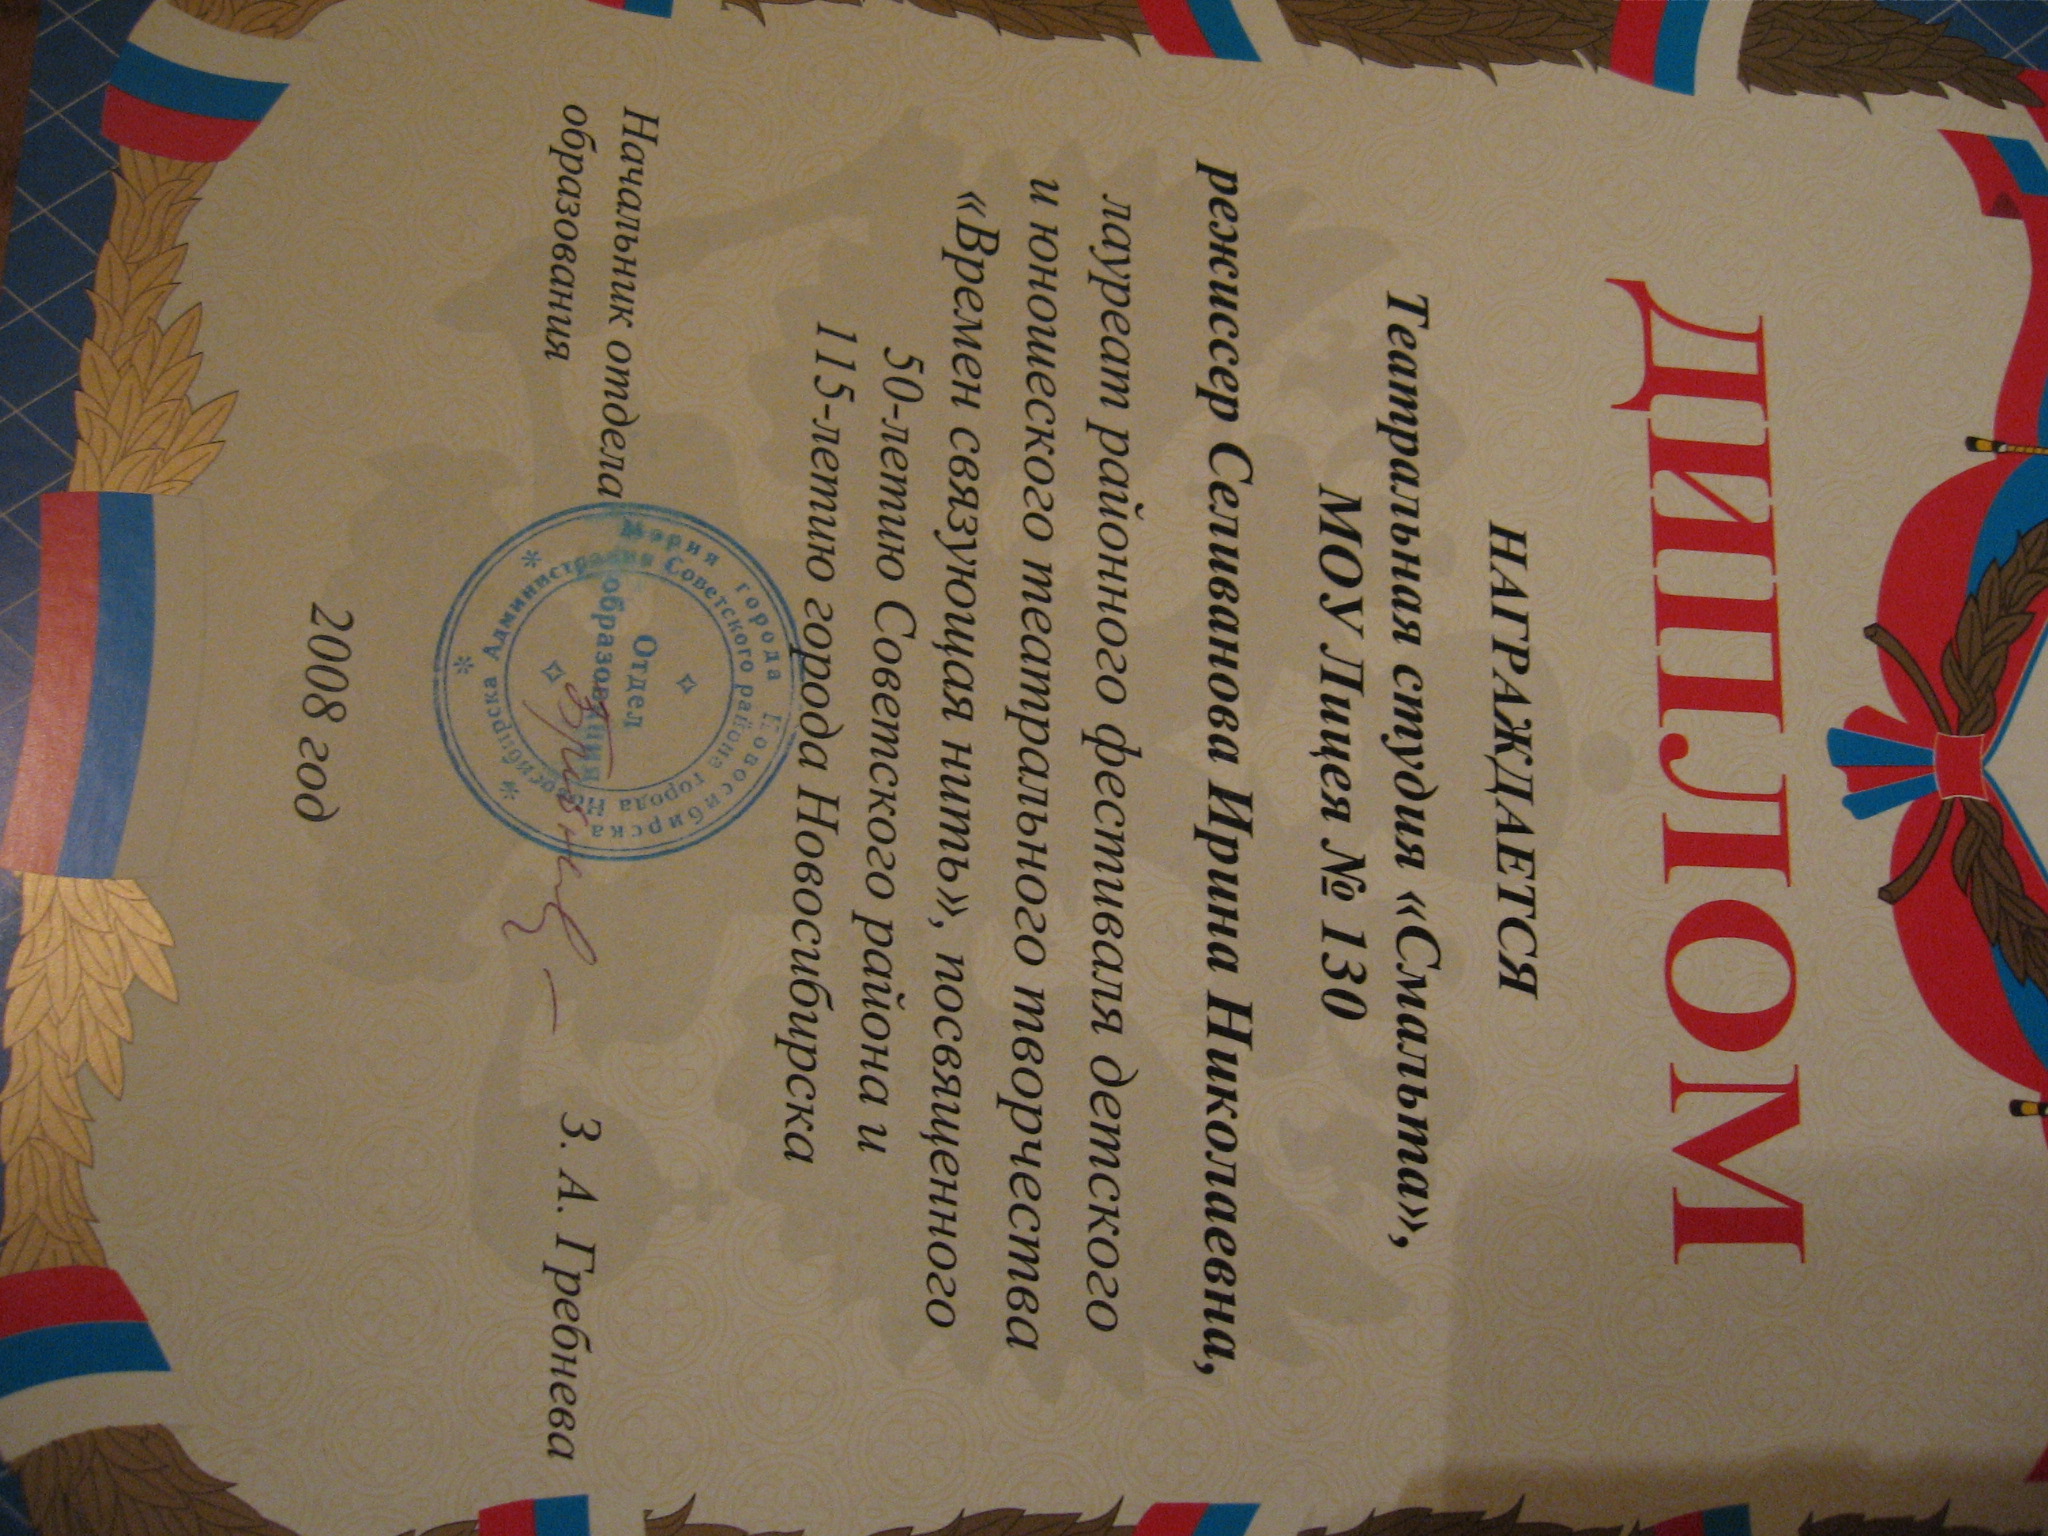 ДИПЛОМ
НАГРАЖДАЕТСЯ
Театральная студия «Смальта»,
МОУ Лицея № 130
режиссер Селиванова Ирина Николаевна,
лауреат районного фестиваля детского
и юношеского театрального творчества
«Времен связующая нить», посвященного
50-летию Советского района и
115-летию города Новосибирска
Начальник отдела
образования
З. А. Гребнева
Мэрия города Новосибирска
Администрация Советского района города Новосибирска
Отдел
образования
2008 год